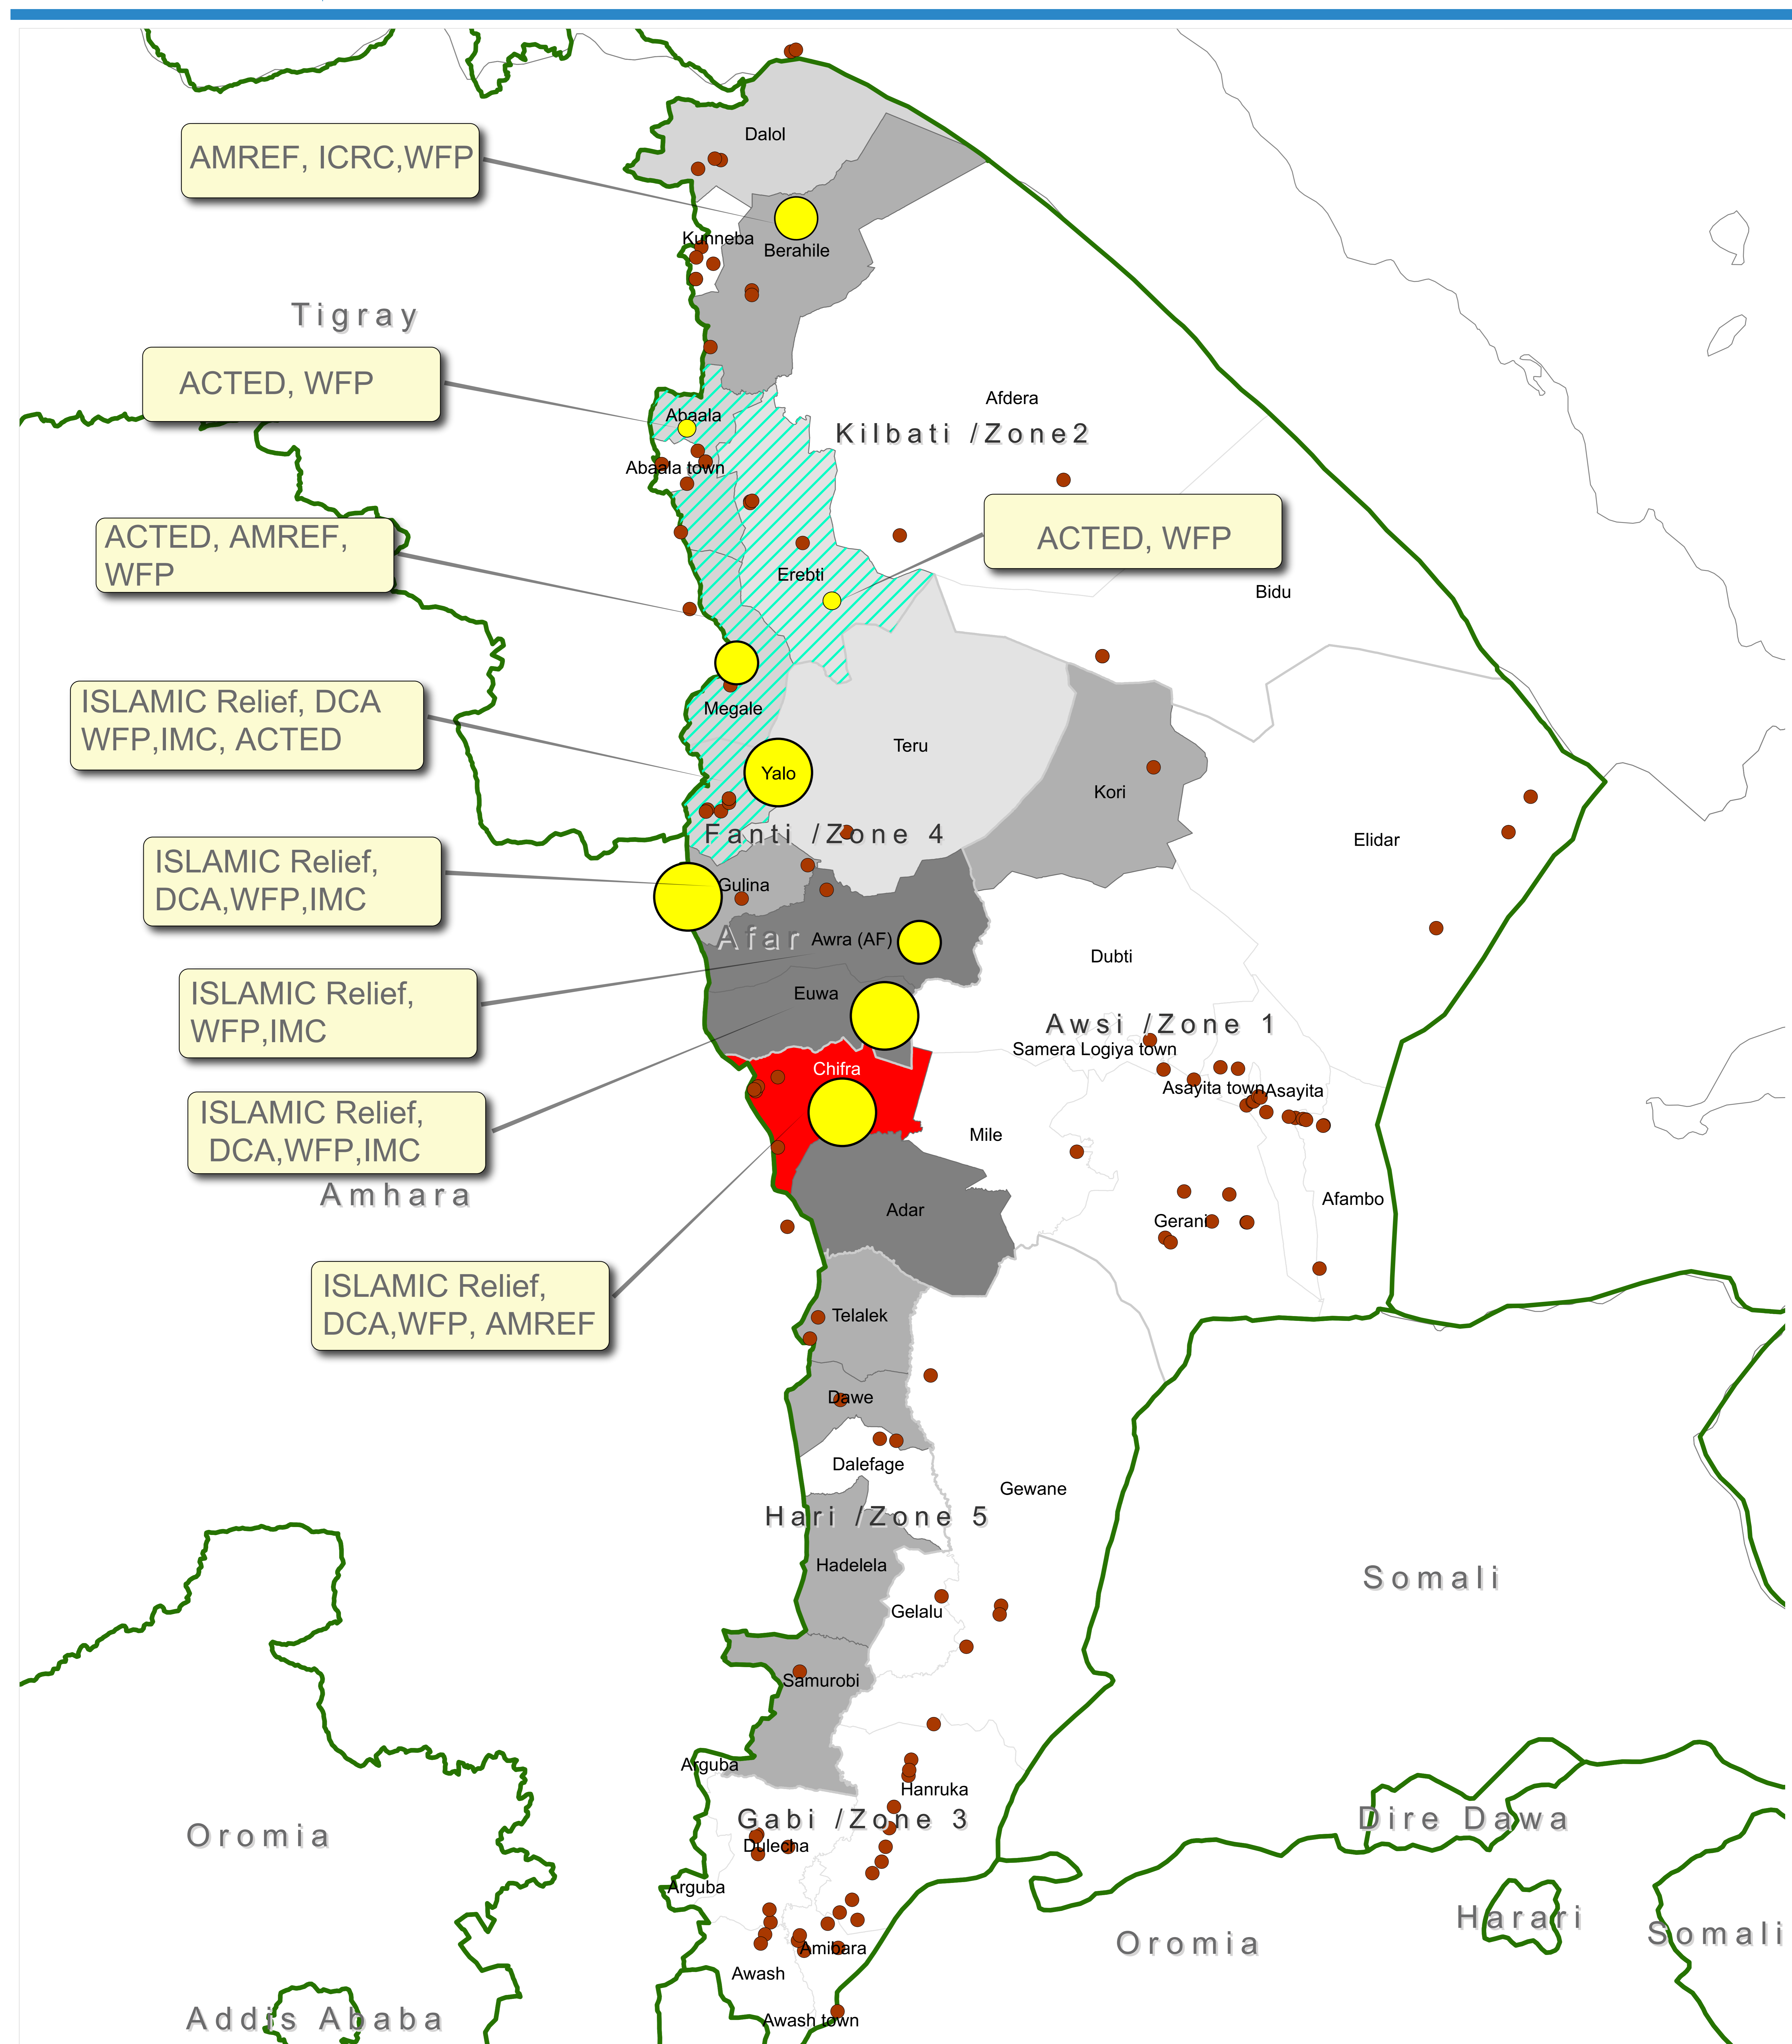 Dalol
AMREF, ICRC,WFP
Kunneba
Berahile
Tigray
ACTED, WFP
Afdera
Abaala
Kilbati /Zone2
Abaala town
ACTED, AMREF,
WFP
ACTED, WFP
Erebti
Bidu
ISLAMIC Relief, DCA
WFP,IMC, ACTED
Megale
Teru
Yalo
Kori
Fanti /Zone 4
Elidar
ISLAMIC Relief,
DCA,WFP,IMC
Gulina
Afar
Awra (AF)
Dubti
ISLAMIC Relief,
WFP,IMC
Euwa
Awsi /Zone 1
Samera Logiya town
Chifra
Asayita town
Asayita
ISLAMIC Relief,
DCA,WFP,IMC
Mile
Amhara
Afambo
Adar
Gerani
ISLAMIC Relief,
DCA,WFP, AMREF
Telalek
Dawe
Dalefage
Gewane
Hari /Zone 5
Hadelela
Somali
Gelalu
Samurobi
Arguba
Hanruka
Gabi /Zone 3
Dire Dawa
Oromia
Dulecha
Arguba
Harari
Somali
Oromia
Amibara
Awash
Addis Ababa
Awash town